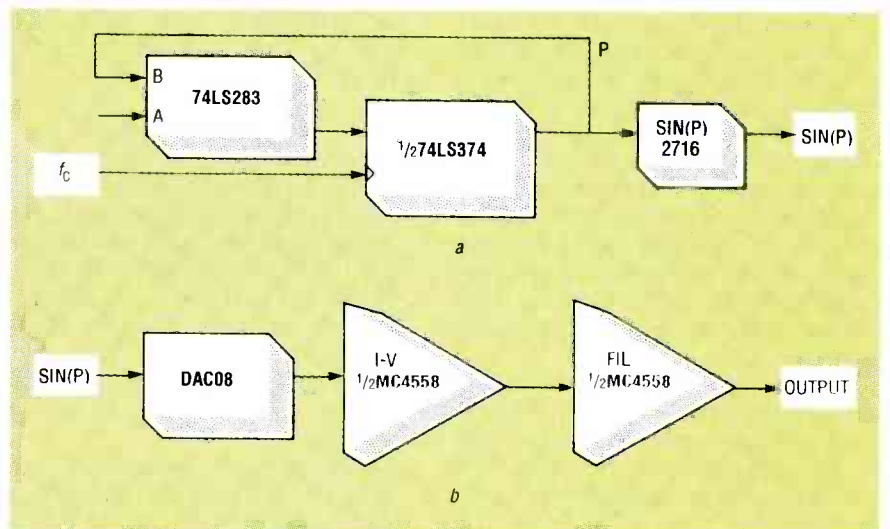 P
B
A
74LS283
1/274LS374
SIN(P)
2716
SIN(P)
fC
a
SIN(P)
DAC08
I-V
1/2MC4558
FIL
1/2MC4558
OUTPUT
b